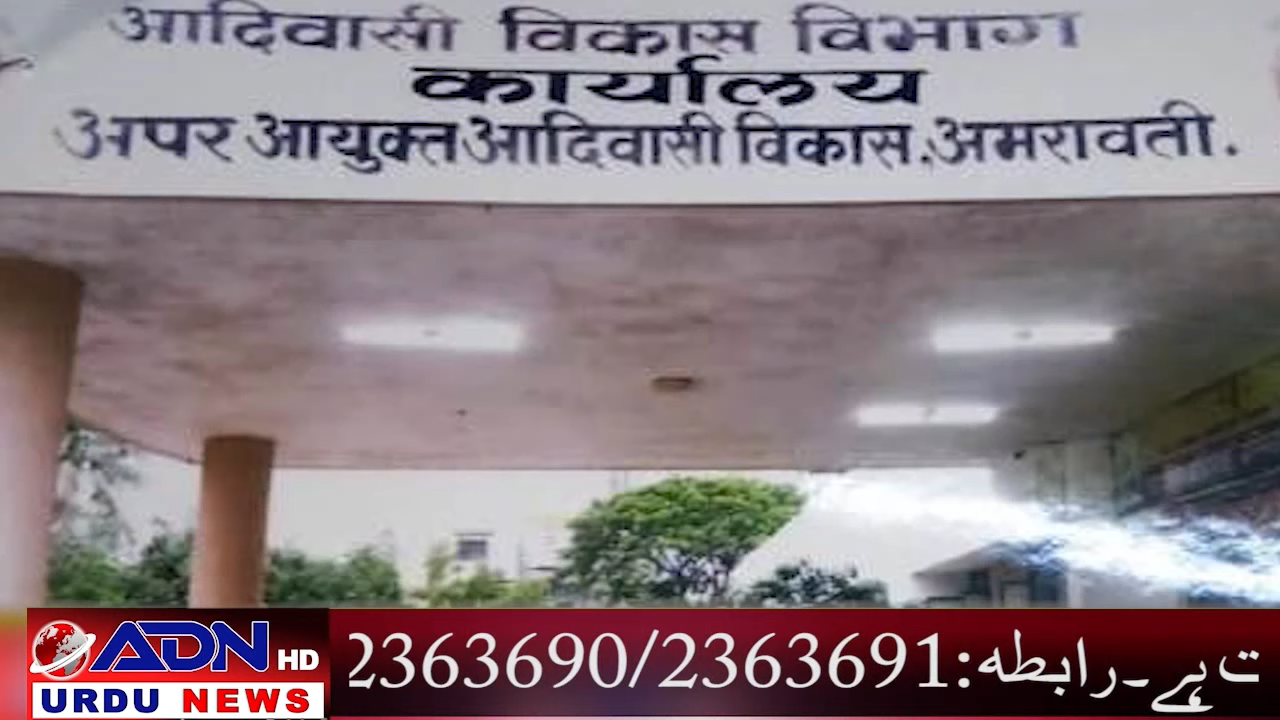 आदिवासी विकास विभाग
कार्यालय
अपर आयुक्त आदिवासी विकास, अमरावती.
ADN HD
URDU NEWS
ت ہے۔رابطہ:2363690/2363691